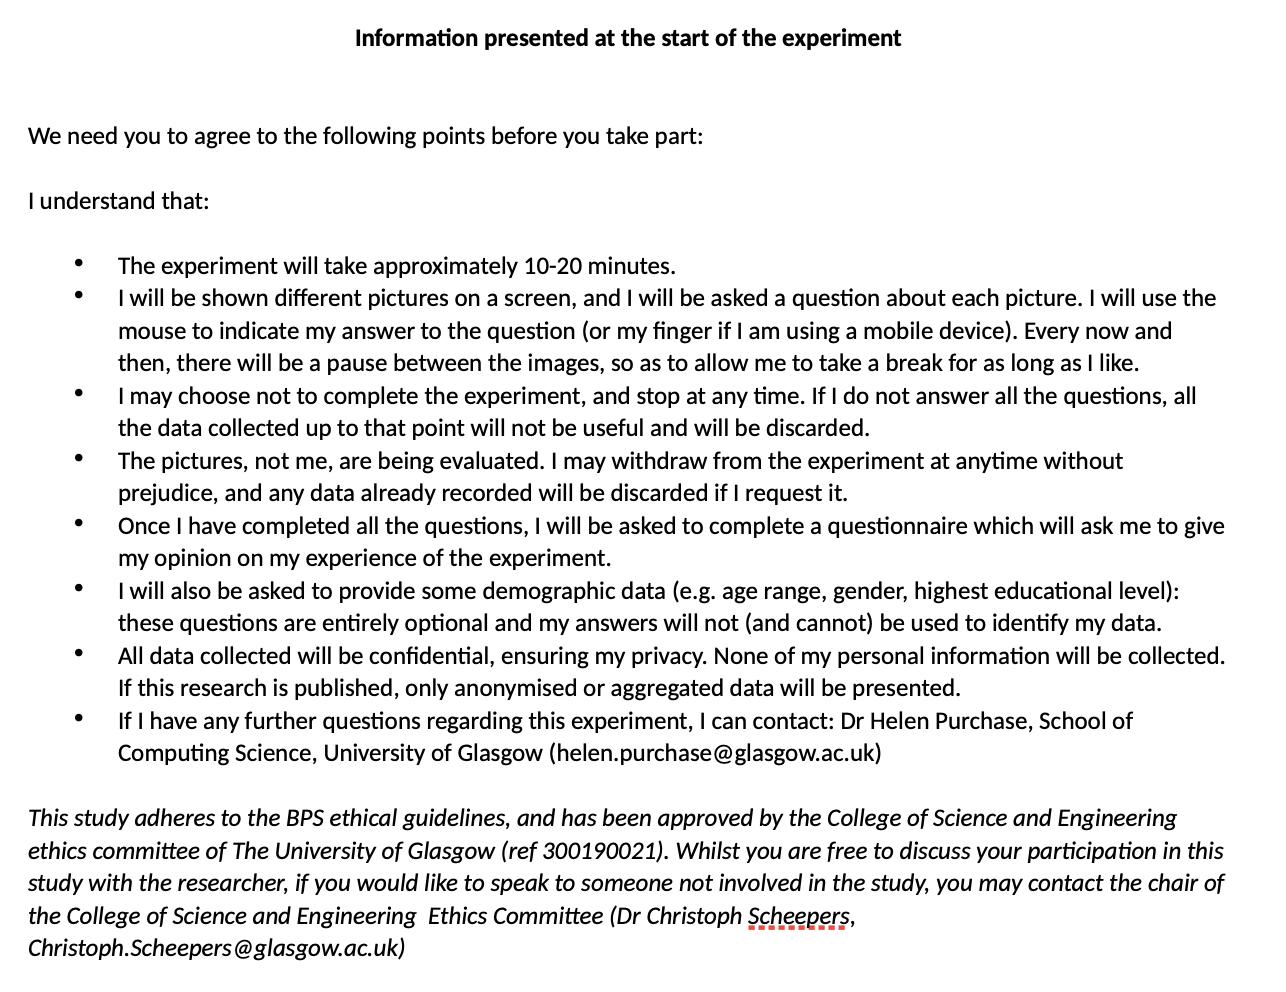 Information presented at the start of the experiment
We need you to agree to the following points before you take part:
I understand that:
• The experiment will take approximately 10-20 minutes.
• I will be shown different pictures on a screen, and I will be asked a question about each picture. I will use the
mouse to indicate my answer to the question (or my finger if I am using a mobile device). Every now and
then, there will be a pause between the images, so as to allow me to take a break for as long as I like.
• I may choose not to complete the experiment, and stop at any time. If I do not answer all the questions, all
the data collected up to that point will not be useful and will be discarded.
• The pictures, not me, are being evaluated. I may withdraw from the experiment at anytime without
prejudice, and any data already recorded will be discarded if I request it.
• Once I have completed all the questions, I will be asked to complete a questionnaire which will ask me to give
my opinion on my experience of the experiment.
• I will also be asked to provide some demographic data (e.g. age range, gender, highest educational level):
these questions are entirely optional and my answers will not (and cannot) be used to identify my data.
• All data collected will be confidential, ensuring my privacy. None of my personal information will be collected.
If this research is published, only anonymised or aggregated data will be presented.
• If I have any further questions regarding this experiment, I can contact: Dr Helen Purchase, School of
Computing Science, University of Glasgow (helen.purchase@glasgow.ac.uk)
This study adheres to the BPS ethical guidelines, and has been approved by the College of Science and Engineering
ethics committee of The University of Glasgow (ref 300190021). Whilst you are free to discuss your participation in this
study with the researcher, if you would like to speak to someone not involved in the study, you may contact the chair of
the College of Science and Engineering  Ethics Committee (Dr Christoph Scheepers,
Christoph.Scheepers@glasgow.ac.uk)